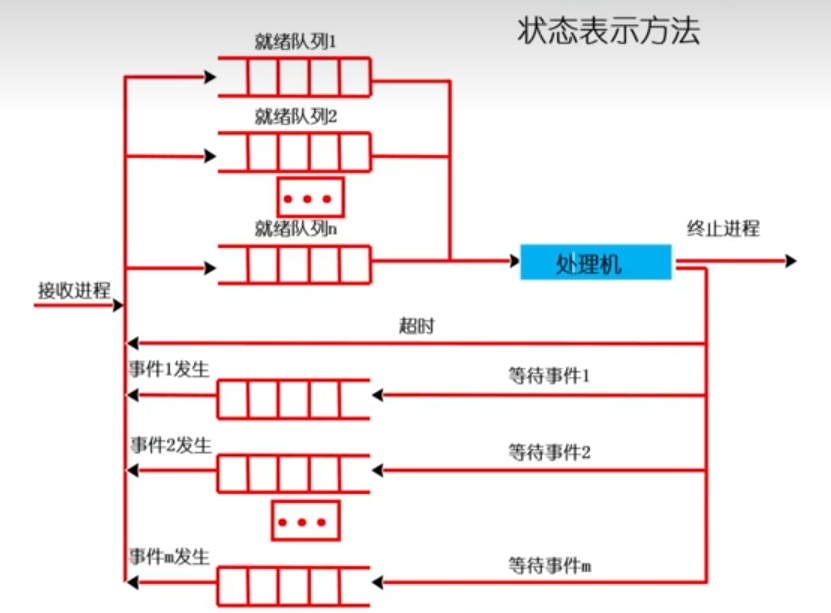 状态表示方法
就绪队列1
就绪队列2
就绪队列n
处理机
终止进程
接收进程
超时
事件1发生
等待事件1
事件2发生
等待事件2
事件m发生
等待事件m